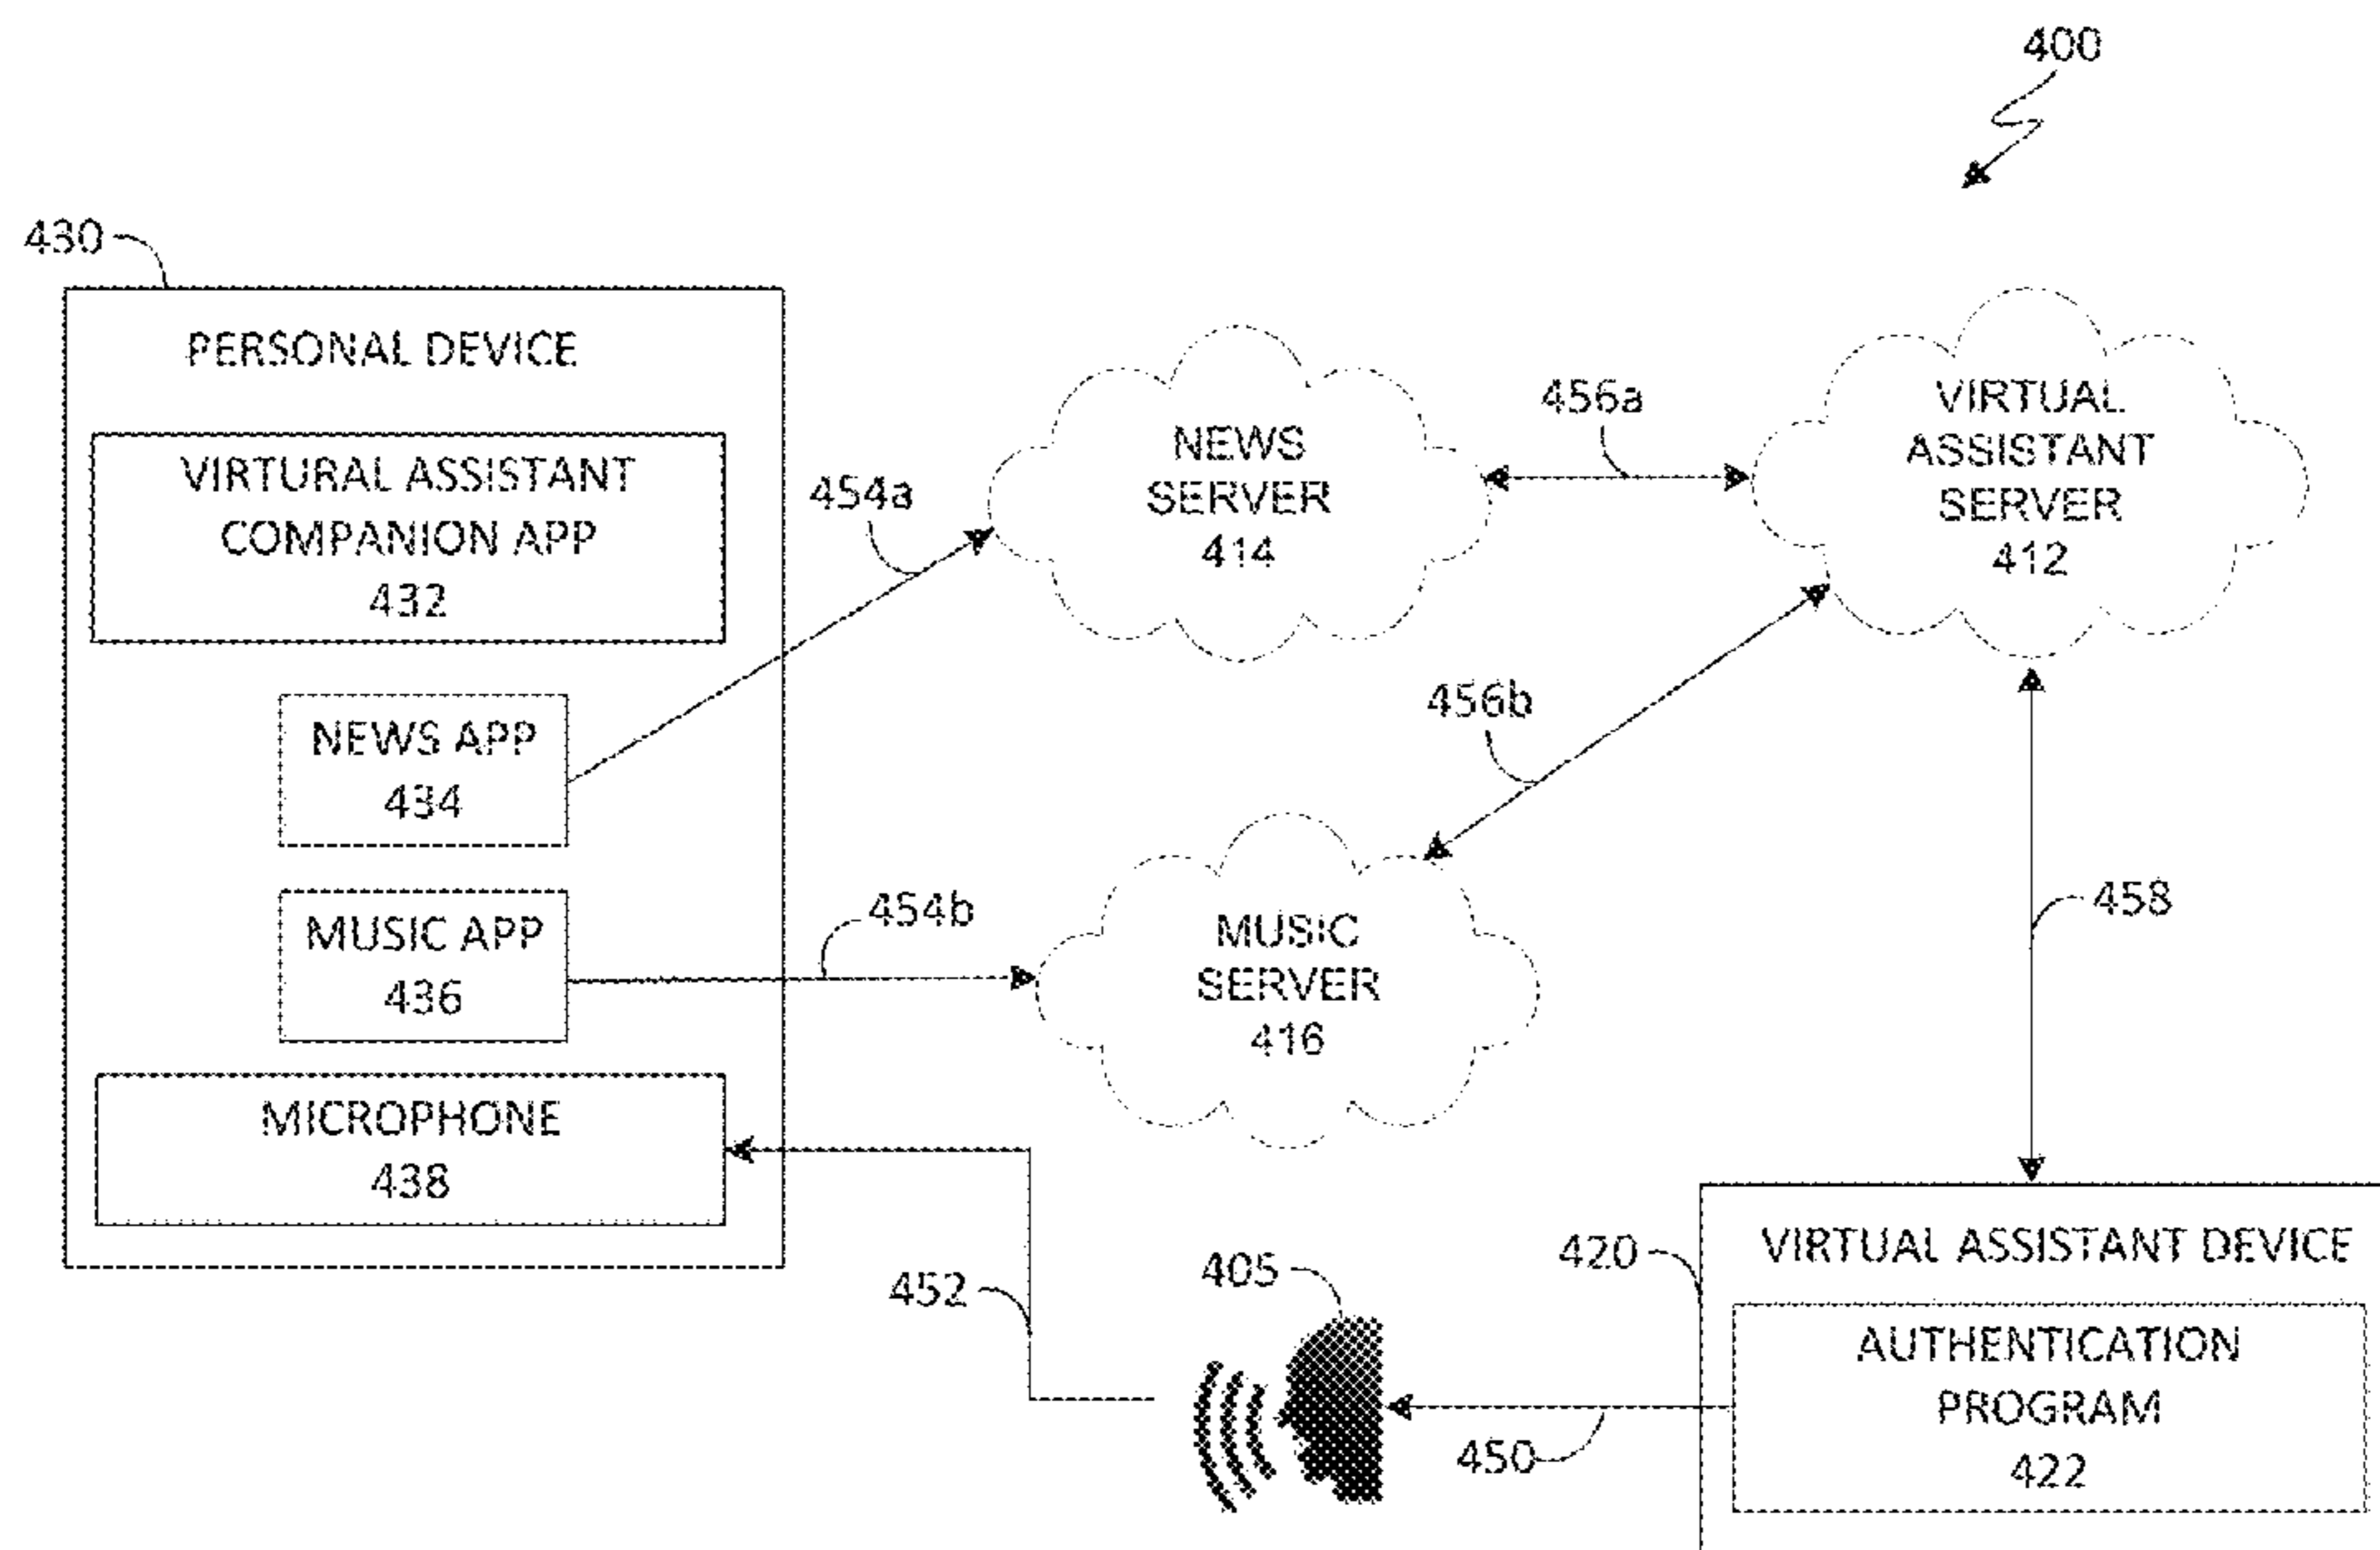 400
430
PERSONAL DEVICE
VIRTURAL ASSISTANT
COMPANION APP
432
NEWS APP
434
MUSIC APP
436
MICROPHONE
438
454a
NEWS
SERVER
414
456a
VIRTUAL
ASSISTANT
SERVER
412
456b
454b
MUSIC
SERVER
416
458
452
405
450
420
VIRTUAL ASSISTANT DEVICE
AUTHENTICATION
PROGRAM
422